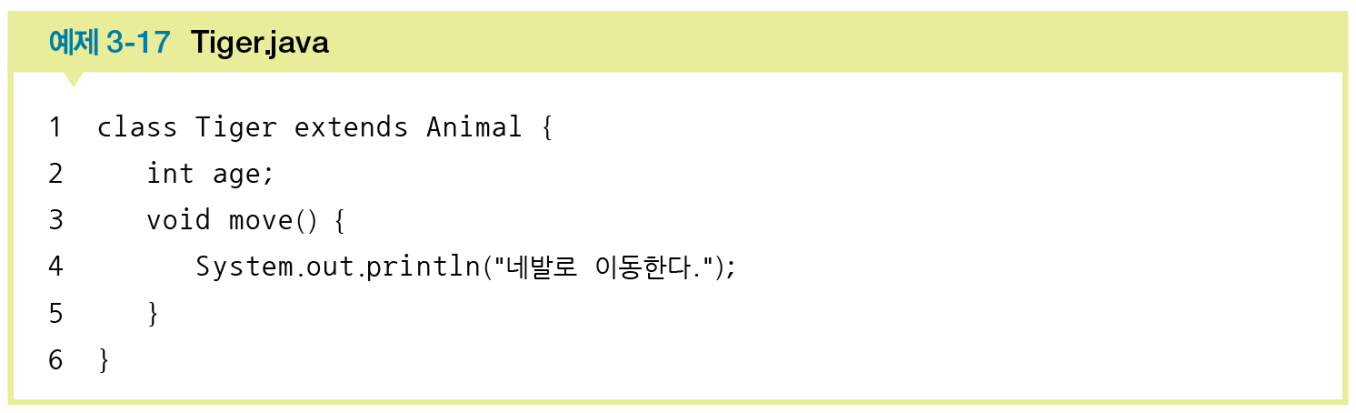 예제 3-17 Tiger.java
1 class Tiger extends Animal {
2 int age;
3 void move() {
4 System.out.println("네발로 이동한다.");
5 }
6 }